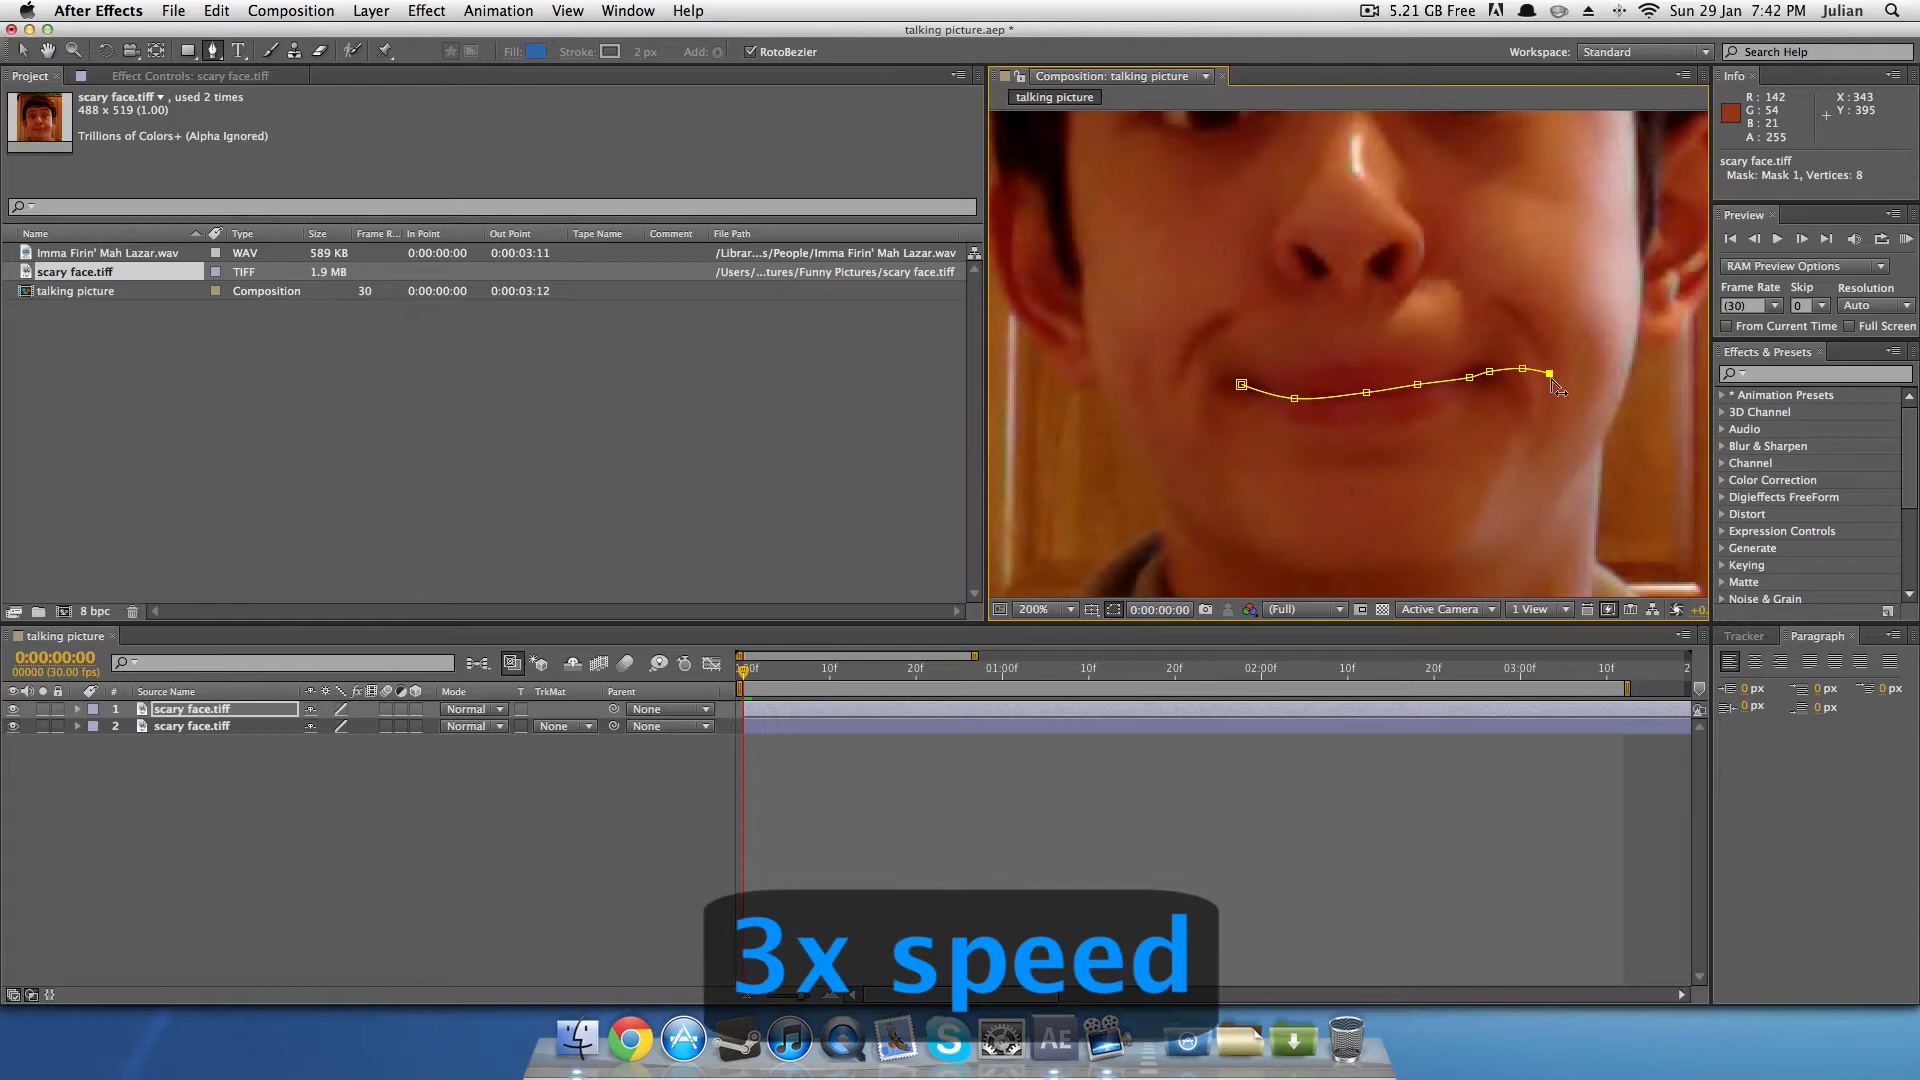 After Effects File Edit Composition Layer Effect Animation View Window Help 5.21 GB Free Sun 29 Jan 7:42 PM Julian
talking picture.aep *
Fill: Stroke: 2 px Add: RotoBezier Workspace: Standard Search Help
Project Effect Controls: scary face.tiff Composition: talking picture Info
scary face.tiff , used 2 times
488 x 519 (1.00)
Trillions of Colors+ (Alpha Ignored)
talking picture
R: 142 X: 343
G: 54 Y: 395
B: 21
A: 255
scary face.tiff
Mask: Mask 1, Vertices: 8
Name Type Size Frame R... In Point Out Point Tape Name Comment File Path
Imma Firin' Mah Lazar.wav WAV 589 KB 0:00:00:00 0:00:03:11 /Librar...s/People/Imma Firin' Mah Lazar.wav
scary face.tiff TIFF 1.9 MB /Users/...tures/Funny Pictures/scary face.tiff
talking picture Composition 30 0:00:00:00 0:00:03:12
Preview
RAM Preview Options
Frame Rate Skip Resolution
(30) 0 Auto
From Current Time Full Screen
Effects & Presets
* Animation Presets
3D Channel
Audio
Blur & Sharpen
Channel
Color Correction
Digieffects FreeForm
Distort
Expression Controls
Generate
Keying
Matte
Noise & Grain
8 bpc
200% 0:00:00:00 (Full) Active Camera 1 View +0.
talking picture Tracker Paragraph
0:00:00:00
00000 (30.00 fps)
:00f 10f 20f 01:00f 10f 20f 02:00f 10f 20f 03:00f 10f 2
# Source Name fx Mode T TrkMat Parent
1 scary face.tiff Normal None
2 scary face.tiff Normal None None
0 px 0 px 0 px
0 px 0 px
3x speed
AE